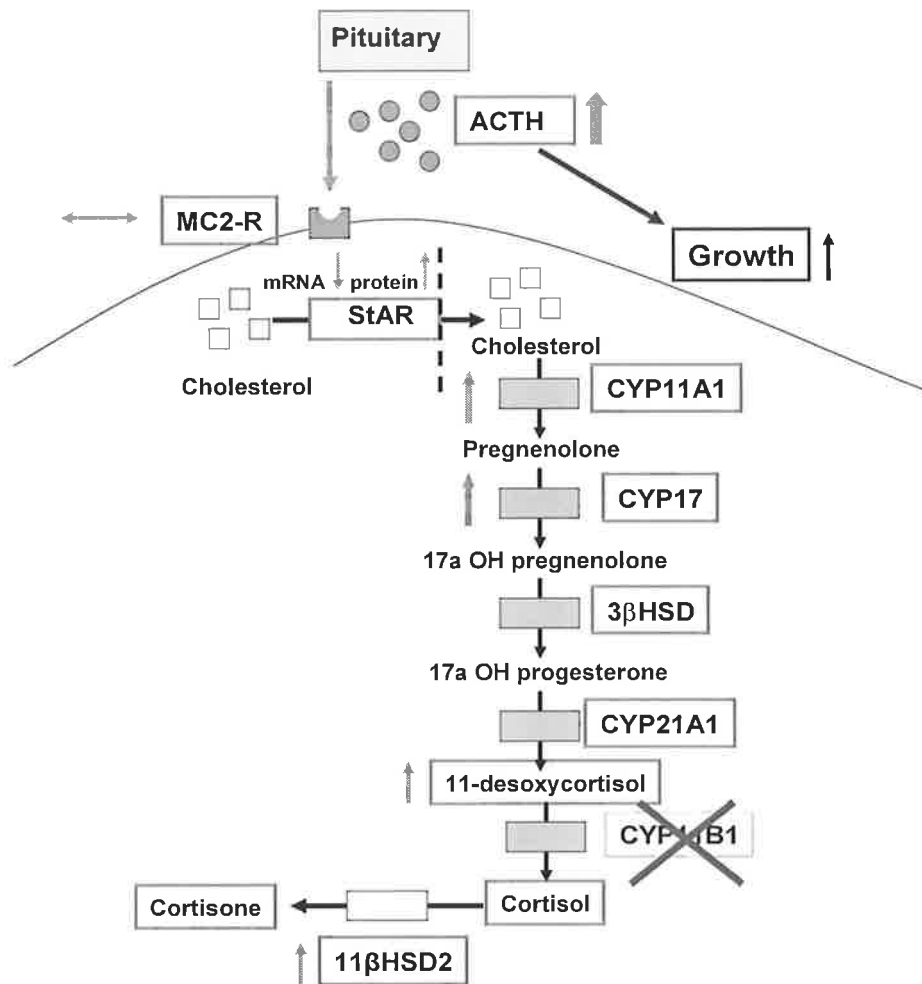 Pituitary
ACTH
MC2-R
Growth
mRNA protein
StAR
Cholesterol
Cholesterol
CYP11A1
Pregnenolone
CYP17
17a OH pregnenolone
3βHSD
17a OH progesterone
CYP21A1
11-desoxycortisol
CYP11B1
Cortisone
Cortisol
11βHSD2